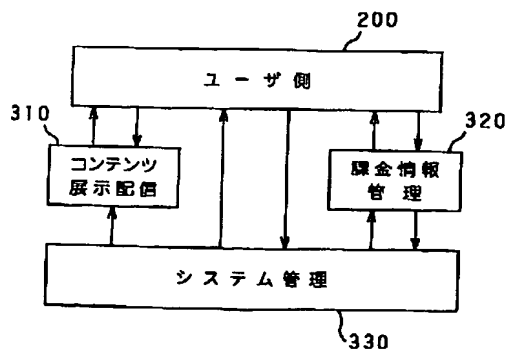 200
ユーザ側
310
コンテンツ
展示配信
320
課金情報
管理
システム管理
330